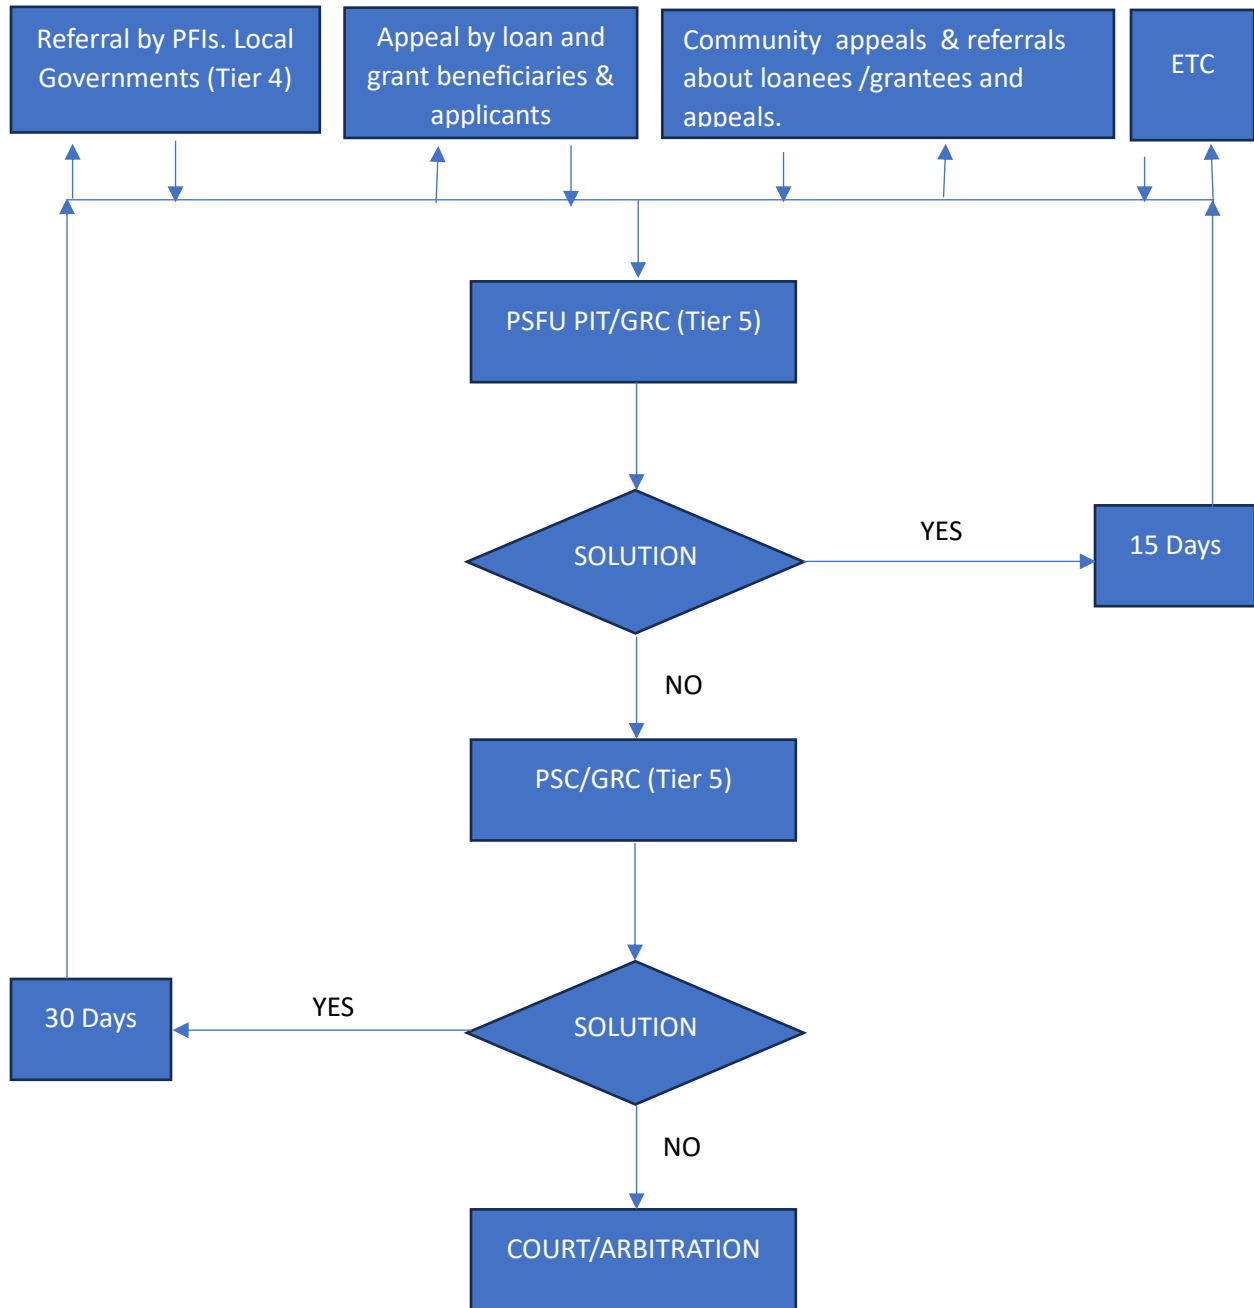 Referral by PFIs. Local
Governments (Tier 4)
Appeal by loan and
grant beneficiaries &
applicants
Community appeals & referrals
about loanees /grantees and
appeals.
ETC
PSFU PIT/GRC (Tier 5)
SOLUTION
YES
15 Days
NO
PSC/GRC (Tier 5)
30 Days
YES
SOLUTION
NO
COURT/ARBITRATION